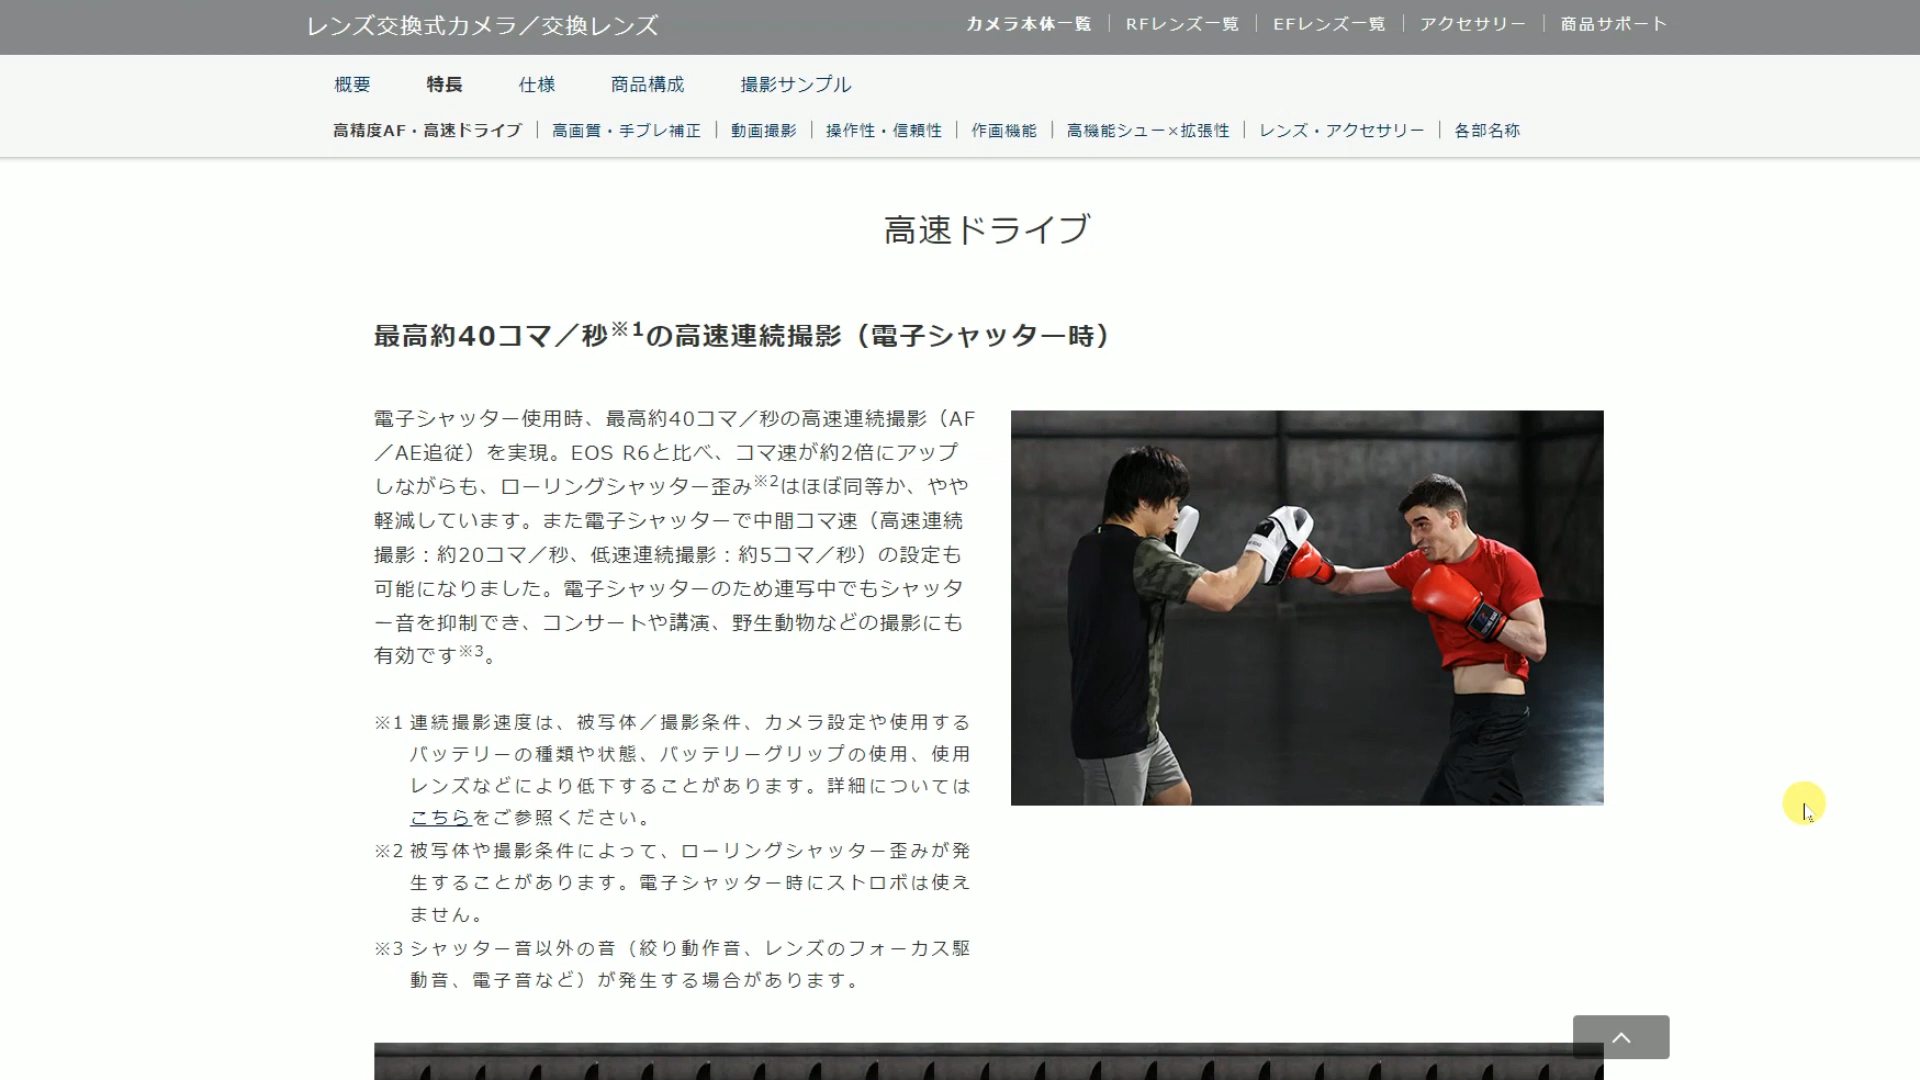 レンズ交換式カメラ／交換レンズ
カメラ本体一覧 RFレンズ一覧 EFレンズ一覧 アクセサリー 商品サポート
概要 特長 仕様 商品構成 撮影サンプル
高精度AF・高速ドライブ 高画質・手ブレ補正 動画撮影 操作性・信頼性 作画機能 高機能シュー×拡張性 レンズ・アクセサリー 各部名称
高速ドライブ
最高約40コマ／秒※1の高速連続撮影（電子シャッター時）
電子シャッター使用時、最高約40コマ／秒の高速連続撮影（AF
／AE追従）を実現。EOS R6と比べ、コマ速が約2倍にアップ
しながらも、ローリングシャッター歪み※2はほぼ同等か、やや
軽減しています。また電子シャッターで中間コマ速（高速連続
撮影：約20コマ／秒、低速連続撮影：約5コマ／秒）の設定も
可能になりました。電子シャッターのため連写中でもシャッタ
ー音を抑制でき、コンサートや講演、野生動物などの撮影にも
有効です※3。
※1 連続撮影速度は、被写体／撮影条件、カメラ設定や使用する
バッテリーの種類や状態、バッテリーグリップの使用、使用
レンズなどにより低下することがあります。詳細については
こちらをご参照ください。
※2 被写体や撮影条件によって、ローリングシャッター歪みが発
生することがあります。電子シャッター時にストロボは使え
ません。
※3 シャッター音以外の音（絞り動作音、レンズのフォーカス駆
動音、電子音など）が発生する場合があります。